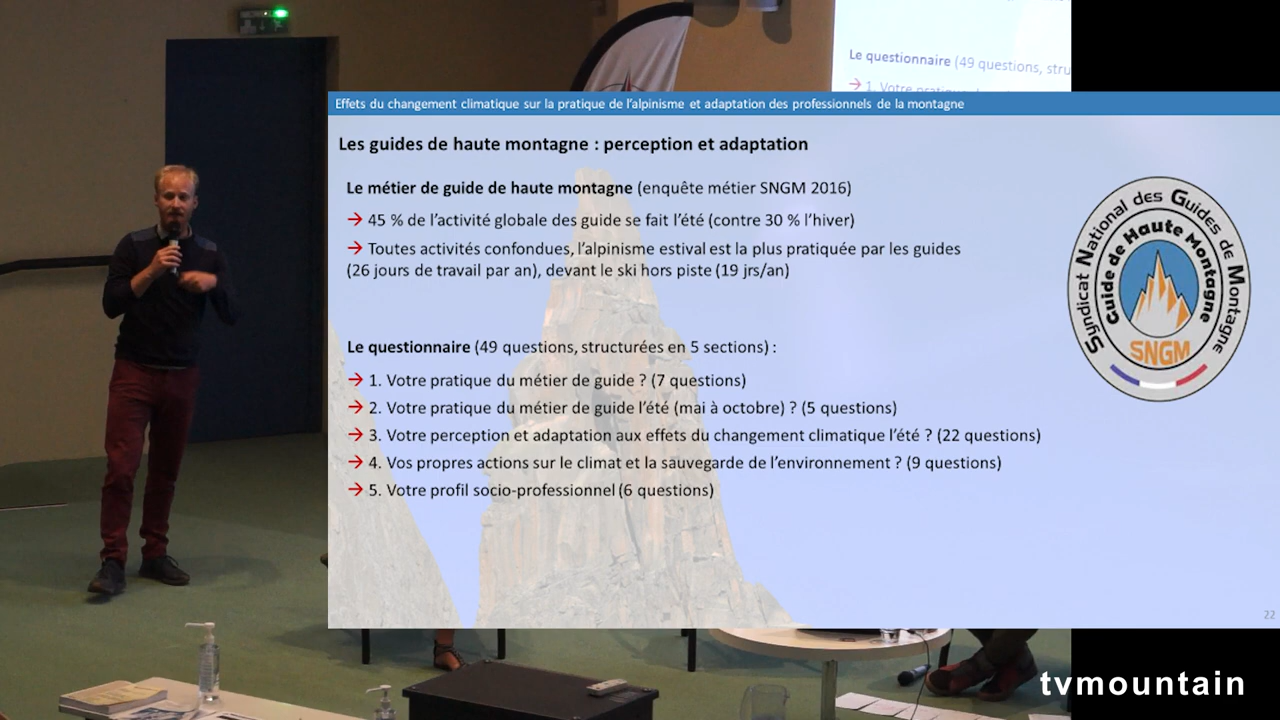 Le questionnaire (49 questions, stru
→ 1. Votre pratique du mé
Effets du changement climatique sur la pratique de l'alpinisme et adaptation des professionnels de la montagne
Les guides de haute montagne : perception et adaptation
Le métier de guide de haute montagne (enquête métier SNGM 2016)
→ 45 % de l'activité globale des guide se fait l'été (contre 30 % l'hiver)
→ Toutes activités confondues, l'alpinisme estival est la plus pratiquée par les guides
(26 jours de travail par an), devant le ski hors piste (19 jrs/an)
Syndicat National des Guides de Montagne
Guide de Haute Montagne
SNGM
Le questionnaire (49 questions, structurées en 5 sections) :
→ 1. Votre pratique du métier de guide ? (7 questions)
→ 2. Votre pratique du métier de guide l'été (mai à octobre) ? (5 questions)
→ 3. Votre perception et adaptation aux effets du changement climatique l'été ? (22 questions)
→ 4. Vos propres actions sur le climat et la sauvegarde de l'environnement ? (9 questions)
→ 5. Votre profil socio-professionnel (6 questions)
22
tvmountain